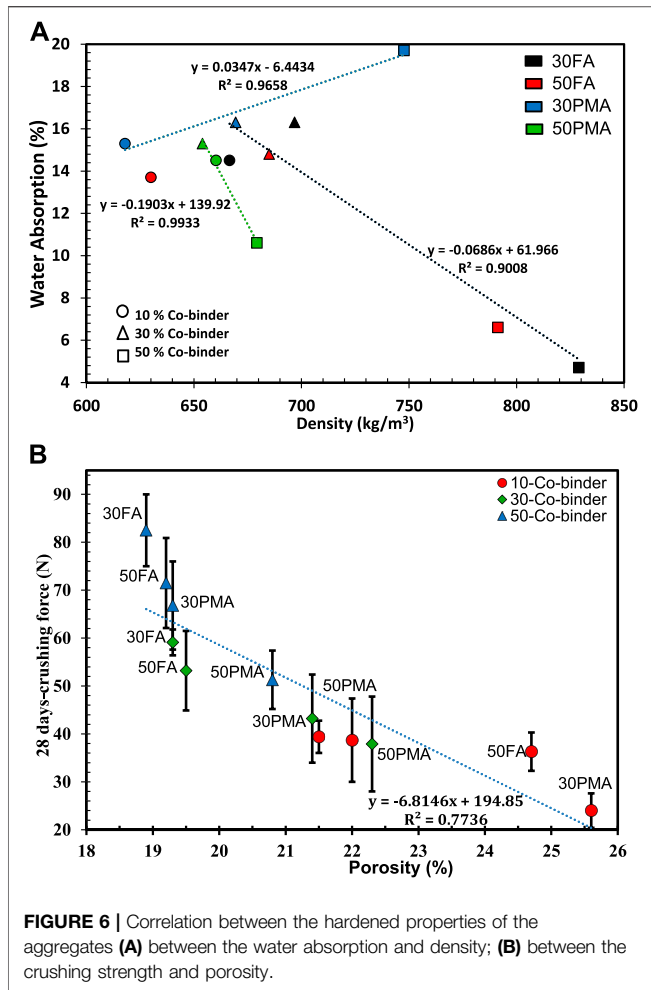 A
20
18
16
14
12
10
8
6
4
Water Absorption (%)
y = 0.0347x - 6.4434
R² = 0.9658
30FA
50FA
30PMA
50PMA
y = -0.1903x + 139.92
R² = 0.9933
y = -0.0686x + 61.966
R² = 0.9008
10 % Co-binder
30 % Co-binder
50 % Co-binder
600 650 700 750 800 850
Density (kg/m³)
B
90
80
70
60
50
40
30
20
28 days-crushing force (N)
10-Co-binder
30-Co-binder
50-Co-binder
30FA
50FA
30PMA
30FA
50FA
50PMA
50PMA
30PMA
50PMA
50FA
30PMA
y = -6.8146x + 194.85
R² = 0.7736
18 19 20 21 22 23 24 25 26
Porosity (%)
FIGURE 6 | Correlation between the hardened properties of the
aggregates (A) between the water absorption and density; (B) between the
crushing strength and porosity.